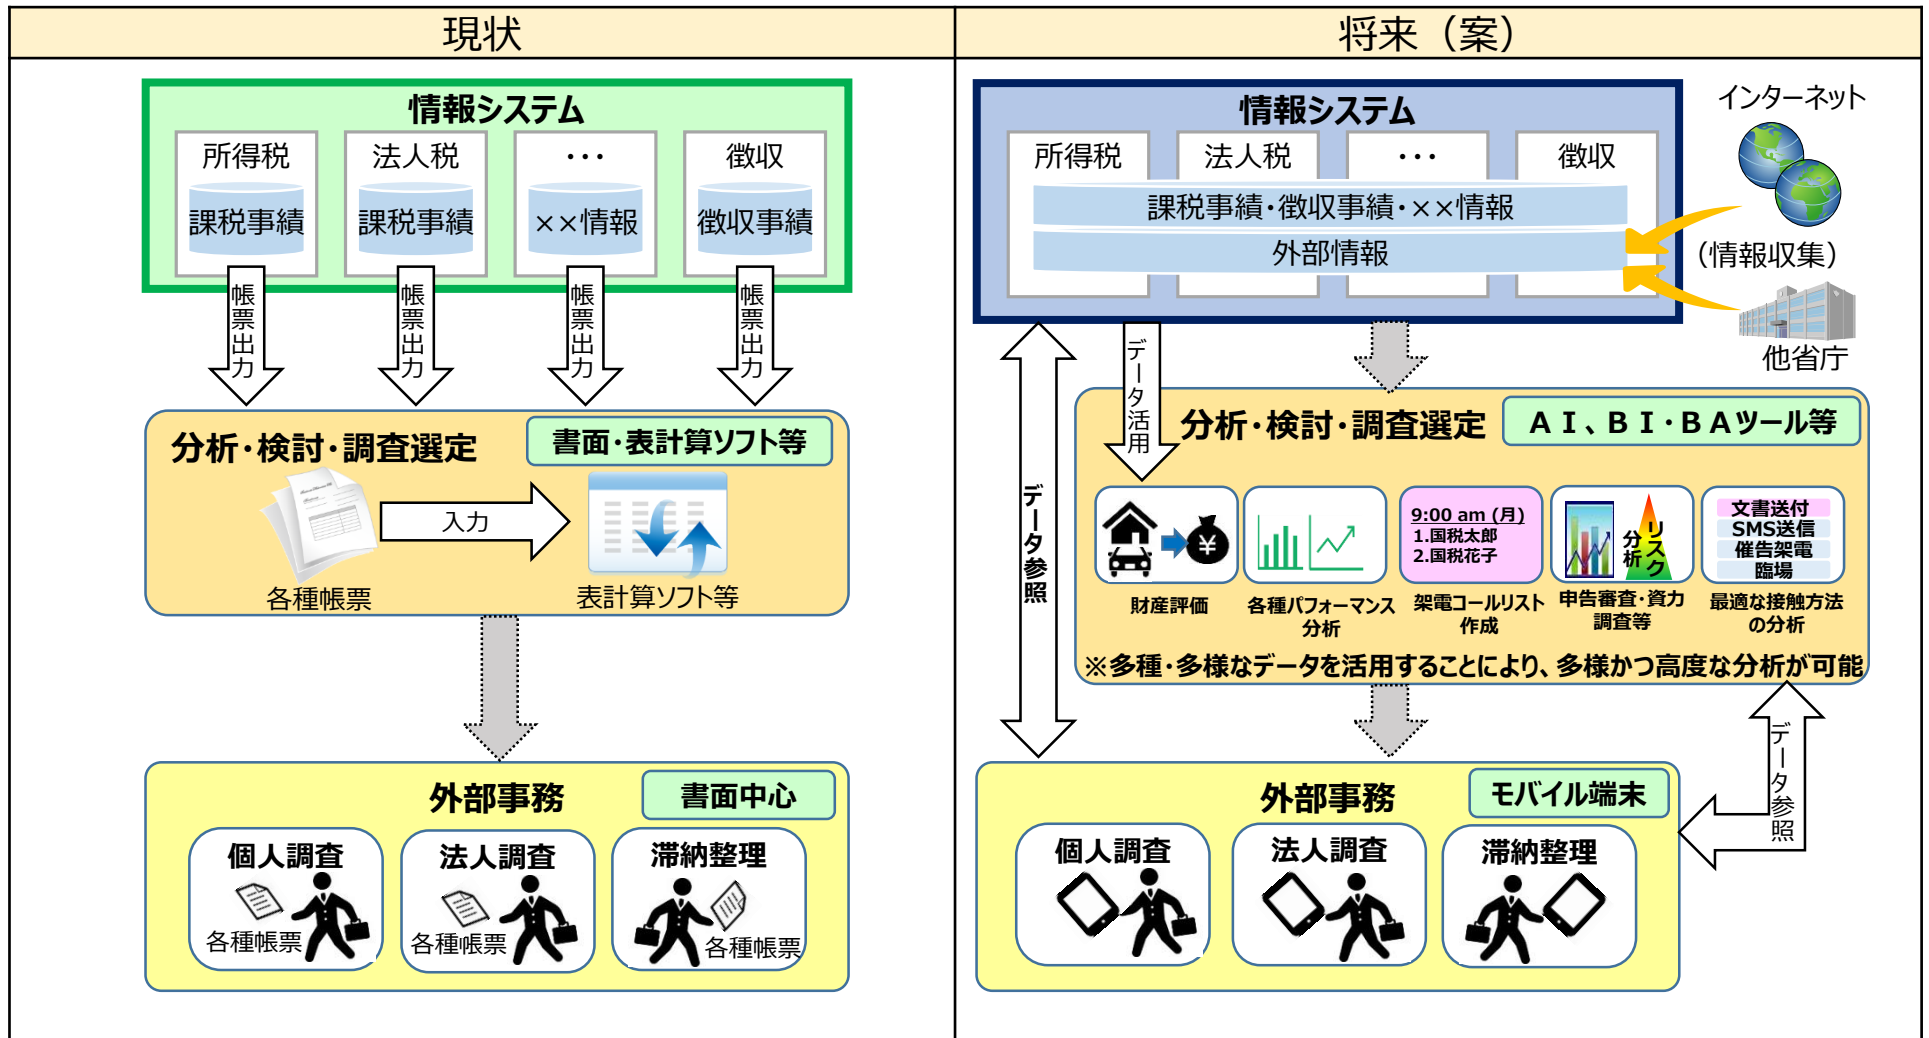 現状
情報システム
所得税
法人税
・・・
徴収
課税事績
課税事績
××情報
徴収事績
帳票出力
帳票出力
帳票出力
帳票出力
分析・検討・調査選定
書面・表計算ソフト等
入力
各種帳票
表計算ソフト等
外部事務
書面中心
個人調査
法人調査
滞納整理
各種帳票
各種帳票
各種帳票
将来（案）
情報システム
インターネット
所得税
法人税
・・・
徴収
課税事績・徴収事績・××情報
外部情報
（情報収集）
他省庁
データ活用
データ参照
分析・検討・調査選定
ＡＩ、ＢＩ・ＢＡツール等
¥
9:00 am (月)
1.国税太郎
2.国税花子
リスク
分析
文書送付
SMS送信
催告架電
臨場
財産評価
各種パフォーマンス
分析
架電コールリスト
作成
申告審査・資力
調査等
最適な接触方法
の分析
※多種・多様なデータを活用することにより、多様かつ高度な分析が可能
データ参照
外部事務
モバイル端末
個人調査
法人調査
滞納整理